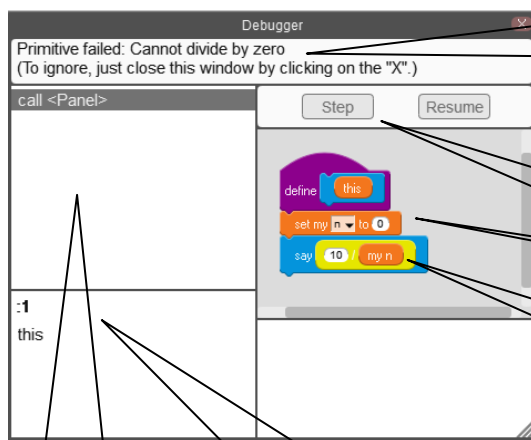 Debugger X
Primitive failed: Cannot divide by zero
(To ignore, just close this window by clicking on the "X".)
call <Panel>
Step Resume
define this
set my n to 0
say 10 / my n
:1
this